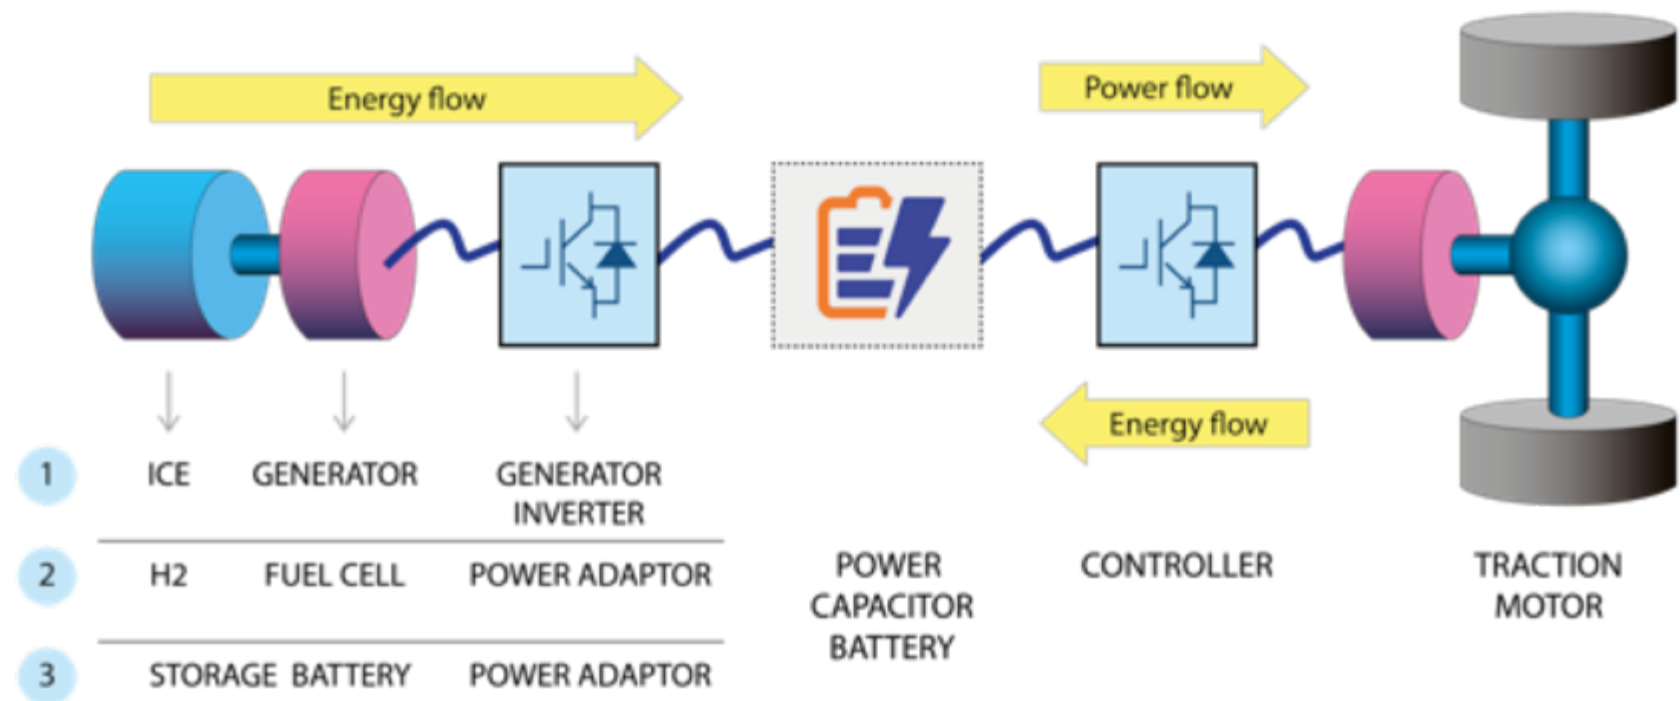 Energy flow
Power flow
Energy flow
1 ICE GENERATOR GENERATOR
INVERTER
2 H2 FUEL CELL POWER ADAPTOR
3 STORAGE BATTERY POWER ADAPTOR
POWER
CAPACITOR
BATTERY
CONTROLLER
TRACTION
MOTOR